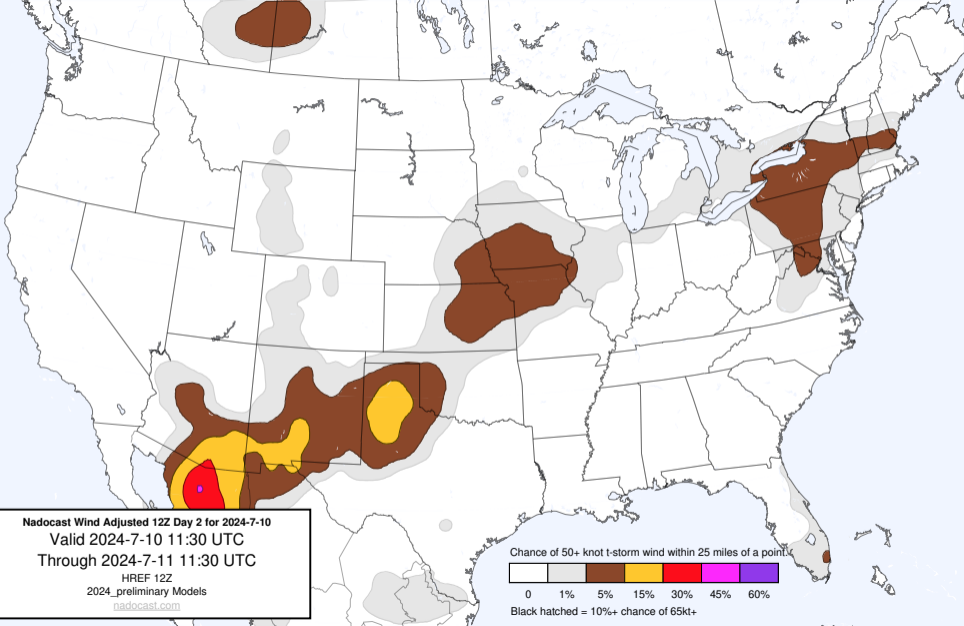 Nadocast Wind Adjusted 12Z Day 2 for 2024-7-10
Valid 2024-7-10 11:30 UTC
Through 2024-7-11 11:30 UTC
HREF 12Z
2024_preliminary Models
nadocast.com
Chance of 50+ knot t-storm wind within 25 miles of a point.
0 1% 5% 15% 30% 45% 60%
Black hatched = 10%+ chance of 65kt+